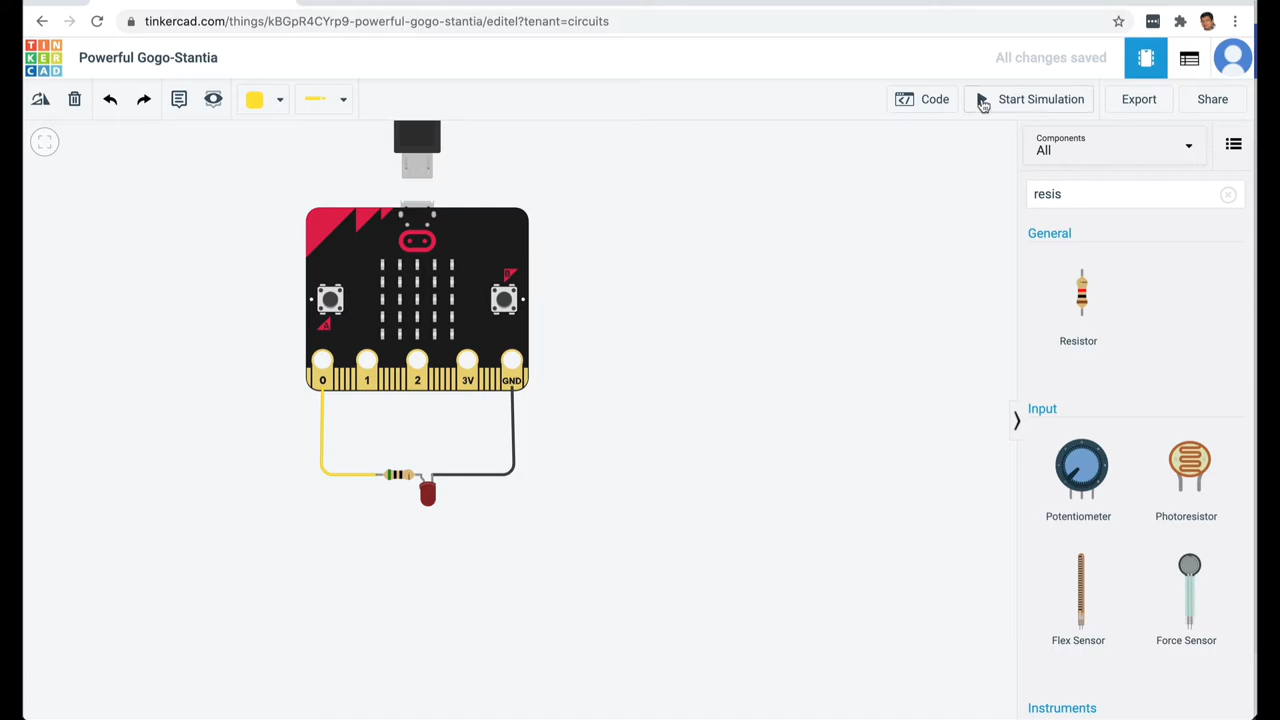 tinkercad.com/things/kBGpR4CYrp9-powerful-gogo-stantia/editel?tenant=circuits
TIN
KER
CAD
Powerful Gogo-Stantia
All changes saved
Code
Start Simulation
Export
Share
Components
All
resis
General
Resistor
Input
Potentiometer
Photoresistor
Flex Sensor
Force Sensor
Instruments
B
A
0
1
2
3V
GND